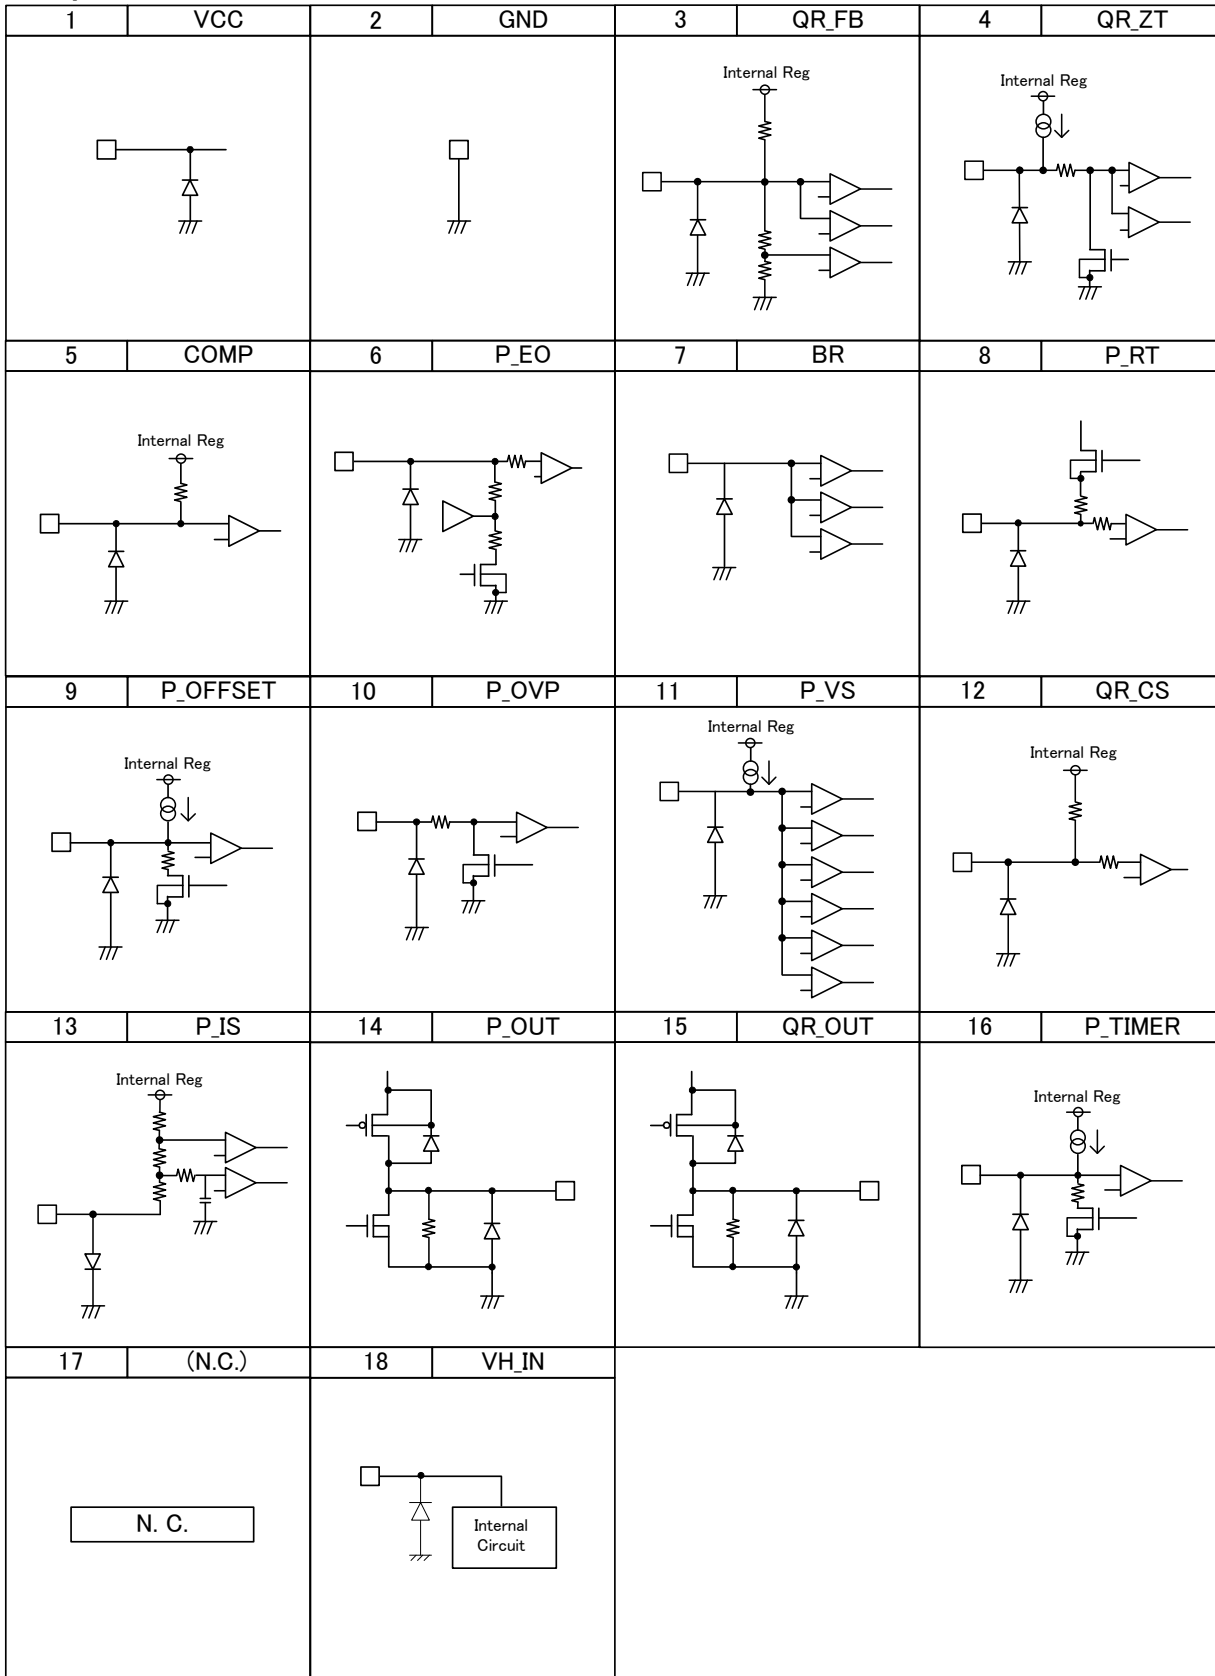 1 VCC 2 GND 3 QR_FB 4 QR_ZT
Internal Reg
Internal Reg
5 COMP 6 P_EO 7 BR 8 P_RT
Internal Reg
9 P_OFFSET 10 P_OVP 11 P_VS 12 QR_CS
Internal Reg
Internal Reg
Internal Reg
13 P_IS 14 P_OUT 15 QR_OUT 16 P_TIMER
Internal Reg
Internal Reg
17 (N.C.) 18 VH_IN
N. C.
Internal
Circuit